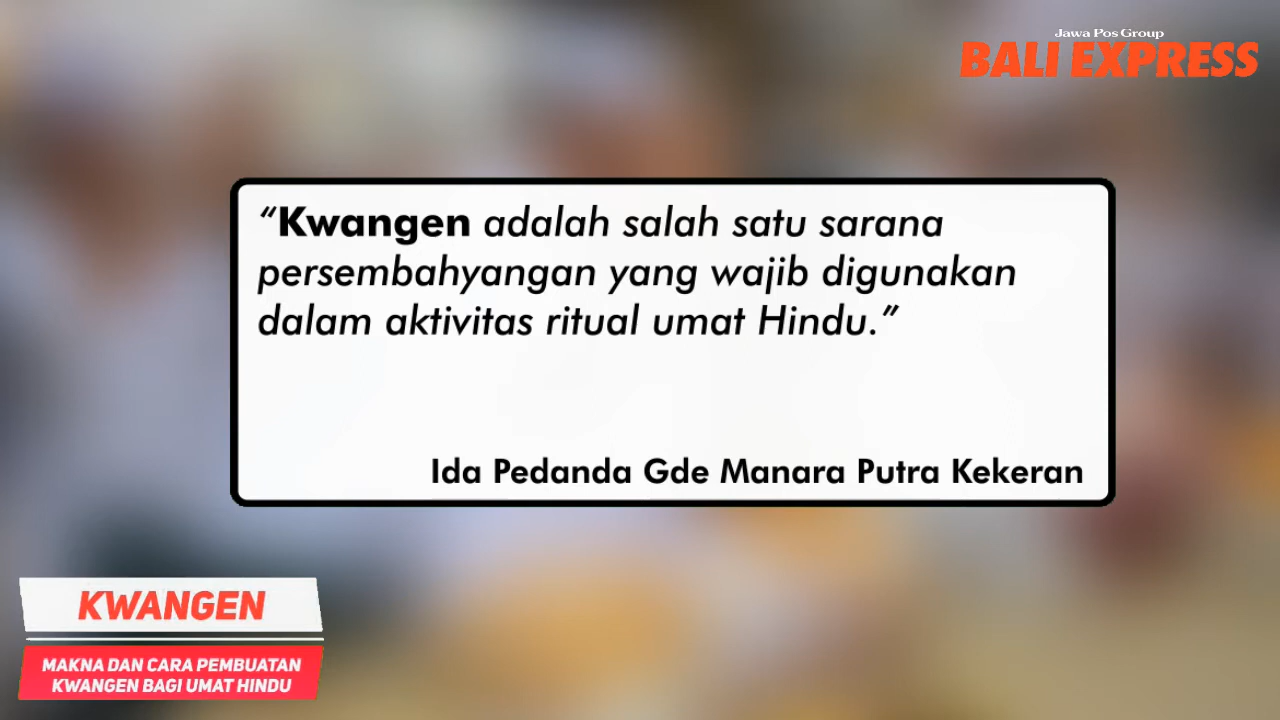 Jawa Pos Group
BALI EXPRESS
“Kwangen adalah salah satu sarana
persembahyangan yang wajib digunakan
dalam aktivitas ritual umat Hindu.”
Ida Pedanda Gde Manara Putra Kekeran
KWANGEN
MAKNA DAN CARA PEMBUATAN
KWANGEN BAGI UMAT HINDU